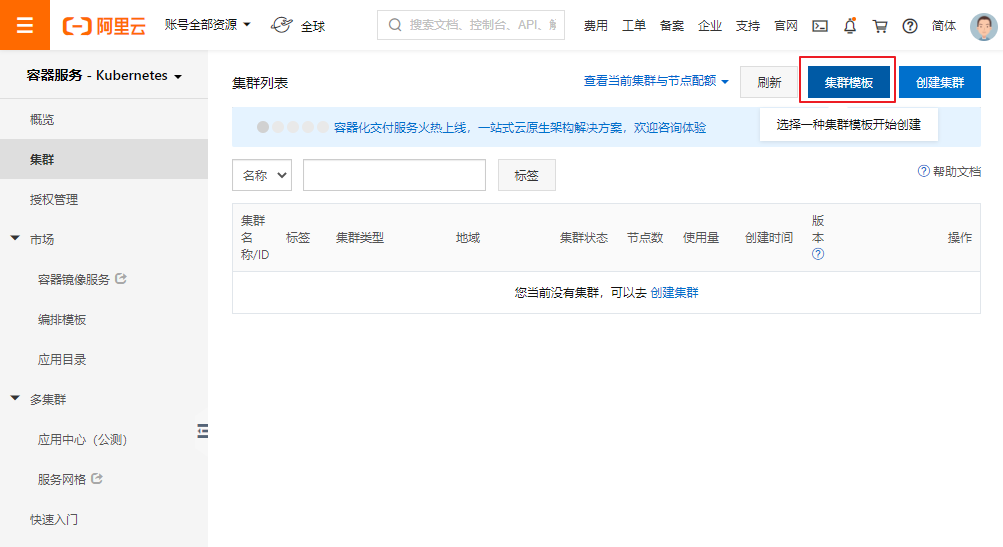 阿里云
账号全部资源
全球
搜索文档、控制台、API、
费用
工单
备案
企业
支持
官网
简体
容器服务 - Kubernetes
概览
集群
授权管理
市场
容器镜像服务
编排模板
应用目录
多集群
应用中心（公测）
服务网格
快速入门
集群列表
查看当前集群与节点配额
刷新
集群模板
创建集群
容器化交付服务火热上线，一站式云原生架构解决方案，欢迎咨询体验
选择一种集群模板开始创建
名称
标签
帮助文档
集群
名
称/ID
标签
集群类型
地域
集群状态
节点数
使用量
创建时间
版
本
操作
您当前没有集群，可以去 创建集群